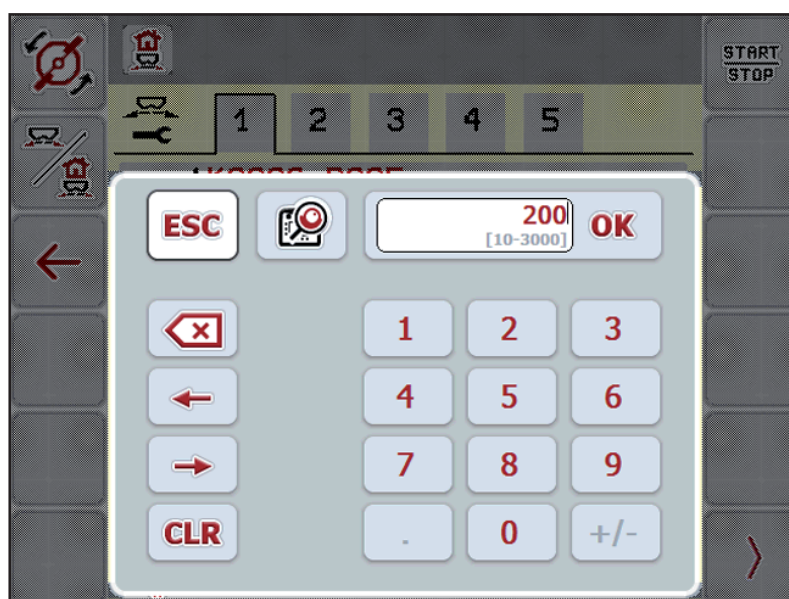 START
STOP
1 2 3 4 5
ESC
200
[10-3000]
OK
1 2 3
4 5 6
CLR
7 8 9
. 0 +/-